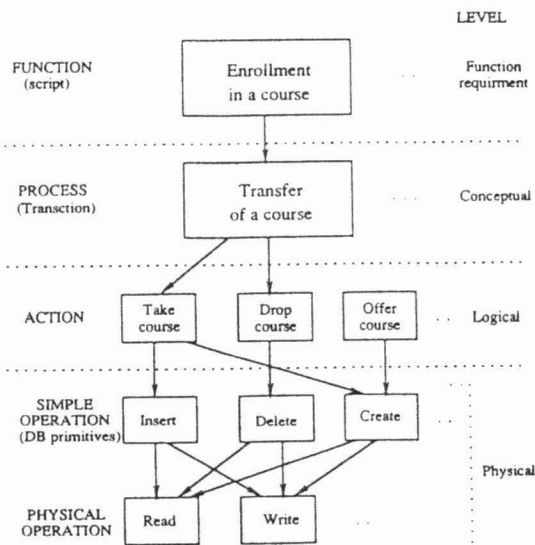 LEVEL
FUNCTION
(script)
Enrollment
in a course
Function
requirment
PROCESS
(Transction)
Transfer
of a course
Conceptual
ACTION
Take
course
Drop
course
Offer
course
Logical
SIMPLE
OPERATION
(DB primitives)
Insert
Delete
Create
Physical
PHYSICAL
OPERATION
Read
Write